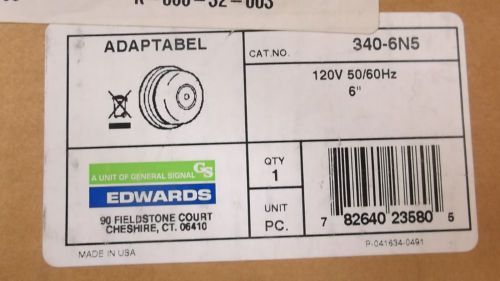 ADAPTABEL
CAT.NO. 340-6N5
120V 50/60Hz
6"
A UNIT OF GENERAL SIGNAL GS
EDWARDS
90 FIELDSTONE COURT
CHESHIRE, CT. 06410
QTY
1
UNIT
PC.
7 82640 23580 5
P-041634-0491
MADE IN USA